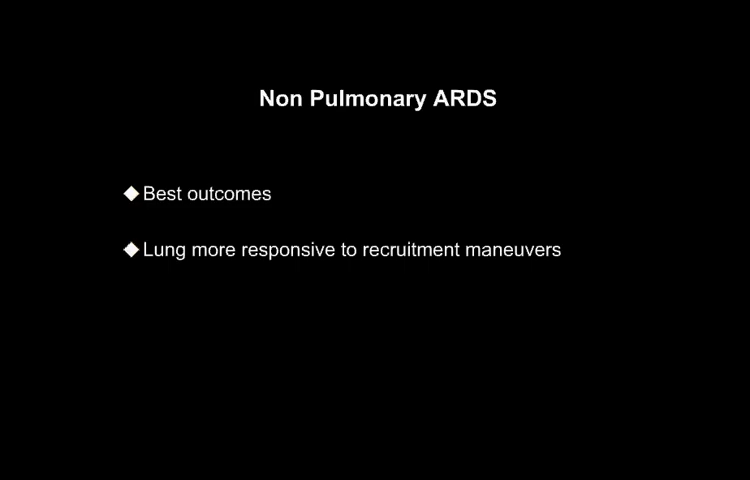 Non Pulmonary ARDS
◆Best outcomes
◆Lung more responsive to recruitment maneuvers